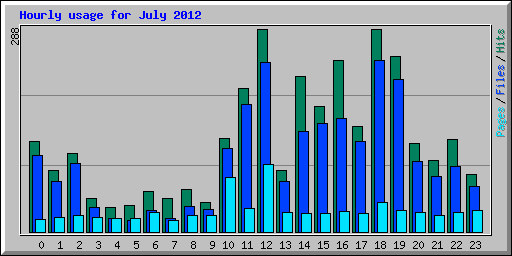 Hourly usage for July 2012
288
Pages/Files/Hits
0 1 2 3 4 5 6 7 8 9 10 11 12 13 14 15 16 17 18 19 20 21 22 23